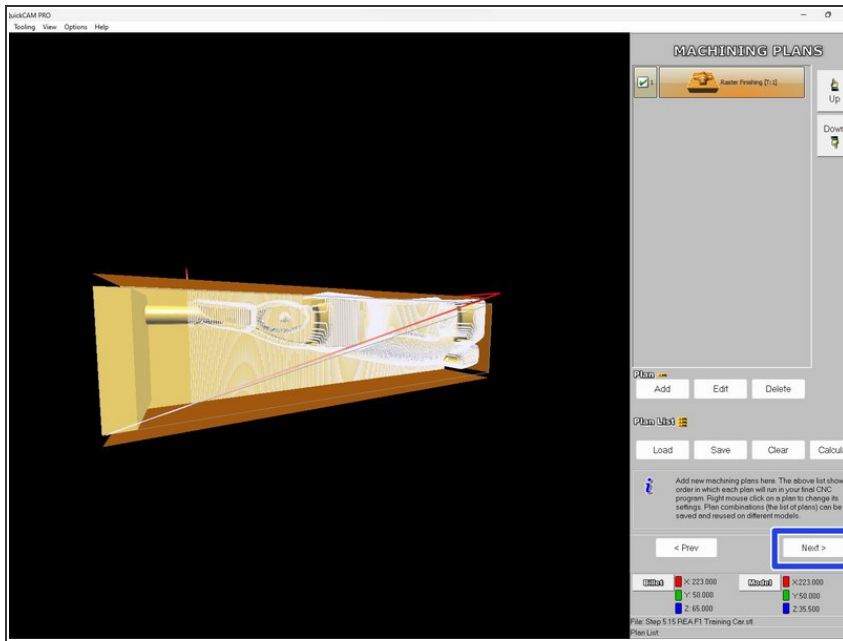 uickCAM PRO
Tooling View Options Help
MACHINING PLANS
1 Raster Finishing [T:1]
Up
Down
Plan
Add Edit Delete
Plan List
Load Save Clear Calcula
Add new machining plans here. The above list show
order in which each plan will run in your final CNC
program. Right mouse click on a plan to change its
settings. Plan combinations (the list of plans) can be
saved and reused on different models.
< Prev Next >
Billet X: 223.000 Model X:223.000
Y: 50.000 Y:50.000
Z: 65.000 Z:35.500
File: Step 5.15 REA F1 Training Car.stl
Plan List